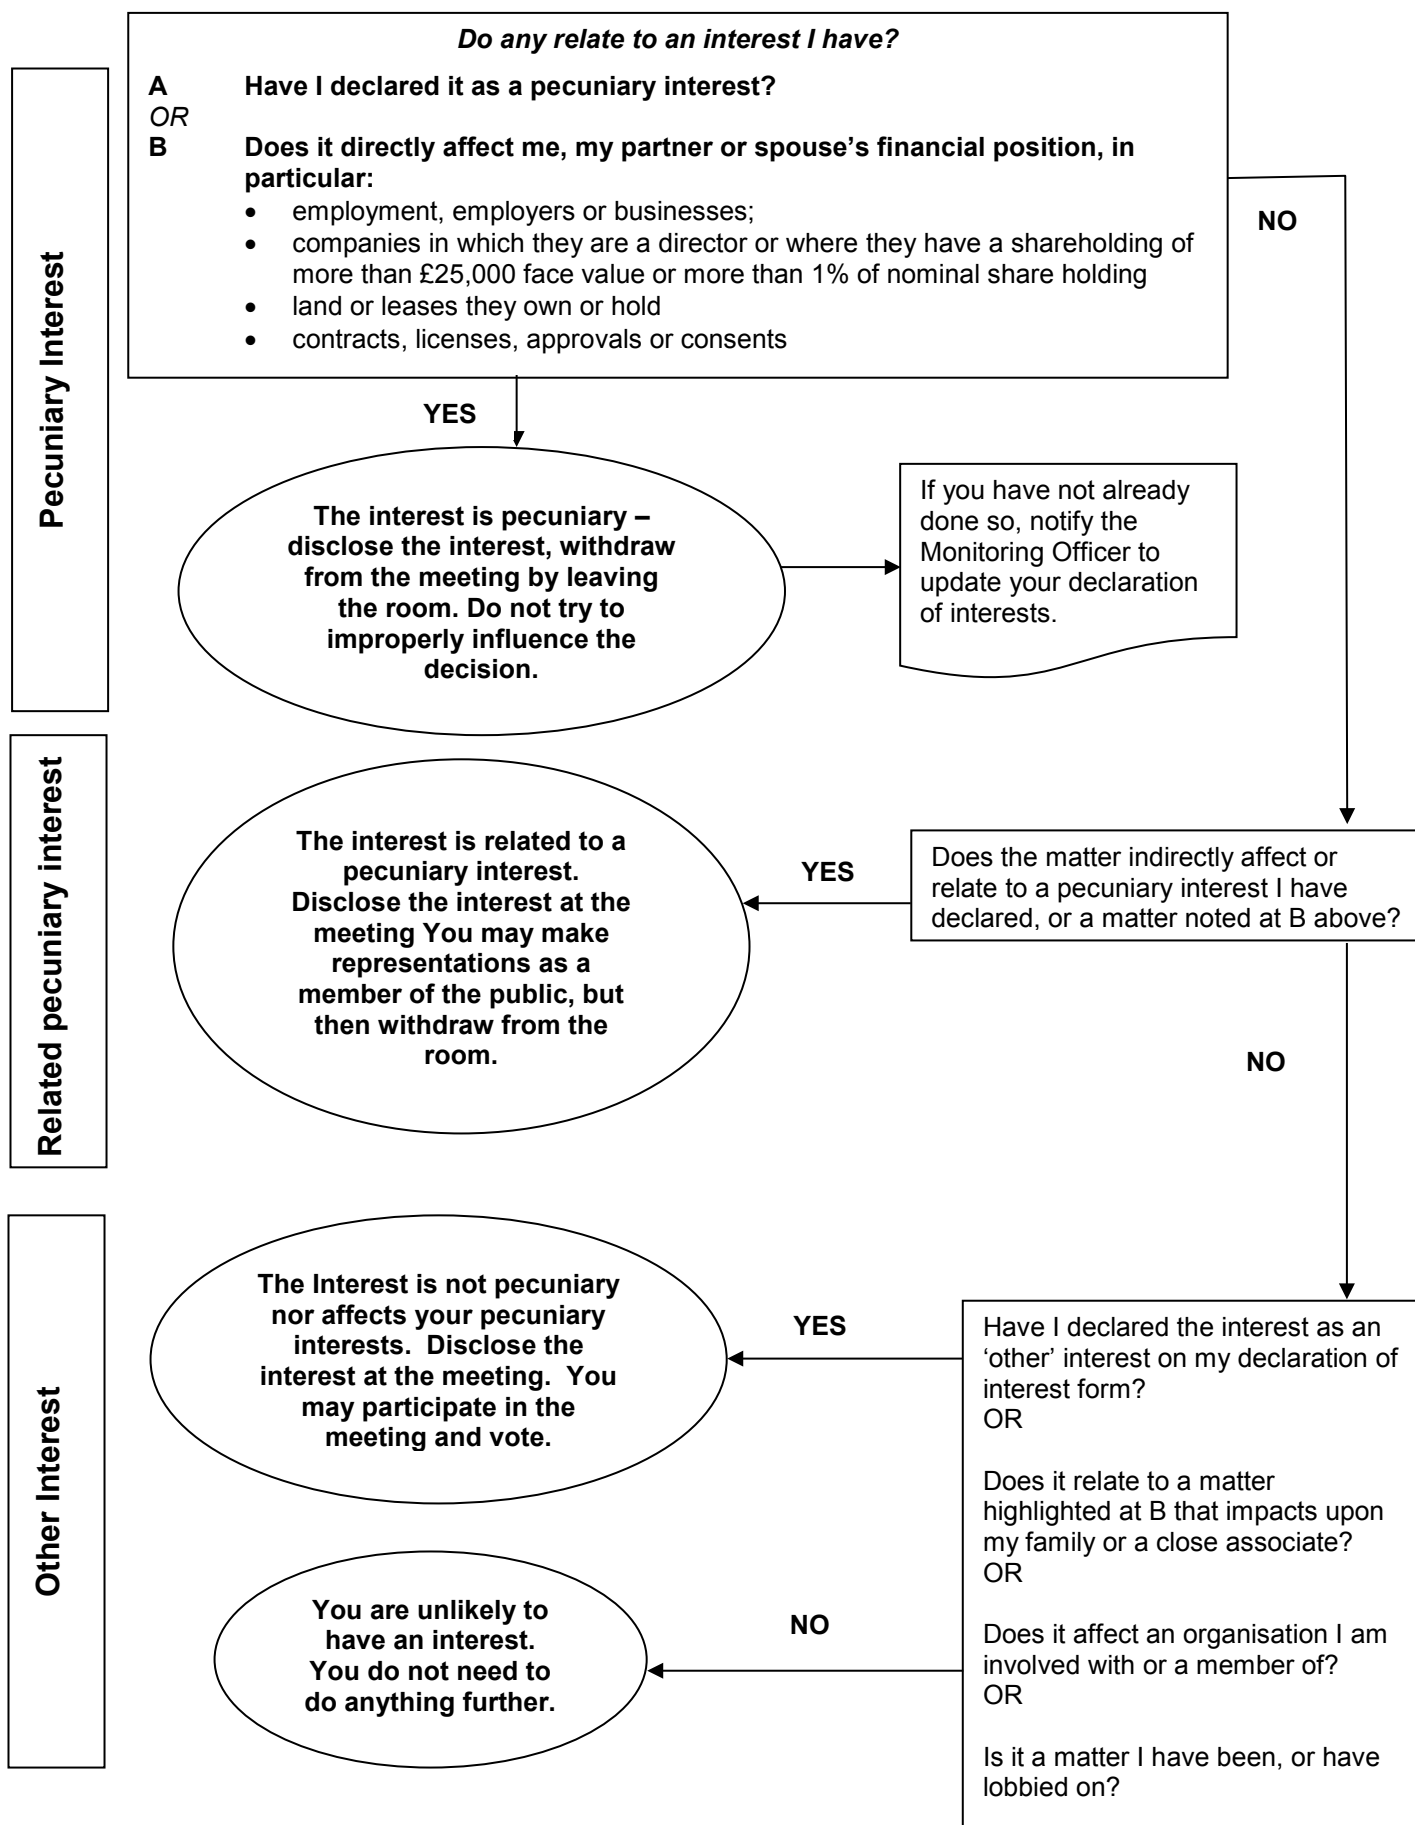 Do any relate to an interest I have?
A Have I declared it as a pecuniary interest?
OR
B Does it directly affect me, my partner or spouse’s financial position, in
particular:
• employment, employers or businesses;
• companies in which they are a director or where they have a shareholding of
more than £25,000 face value or more than 1% of nominal share holding
• land or leases they own or hold
• contracts, licenses, approvals or consents
Pecuniary Interest
NO
YES
The interest is pecuniary –
disclose the interest, withdraw
from the meeting by leaving
the room. Do not try to
improperly influence the
decision.
If you have not already
done so, notify the
Monitoring Officer to
update your declaration
of interests.
Related pecuniary interest
The interest is related to a
pecuniary interest.
Disclose the interest at the
meeting You may make
representations as a
member of the public, but
then withdraw from the
room.
YES
Does the matter indirectly affect or
relate to a pecuniary interest I have
declared, or a matter noted at B above?
NO
Other Interest
The Interest is not pecuniary
nor affects your pecuniary
interests. Disclose the
interest at the meeting. You
may participate in the
meeting and vote.
YES
Have I declared the interest as an
‘other’ interest on my declaration of
interest form?
OR
Does it relate to a matter
highlighted at B that impacts upon
my family or a close associate?
OR
Does it affect an organisation I am
involved with or a member of?
OR
Is it a matter I have been, or have
lobbied on?
NO
You are unlikely to
have an interest.
You do not need to
do anything further.